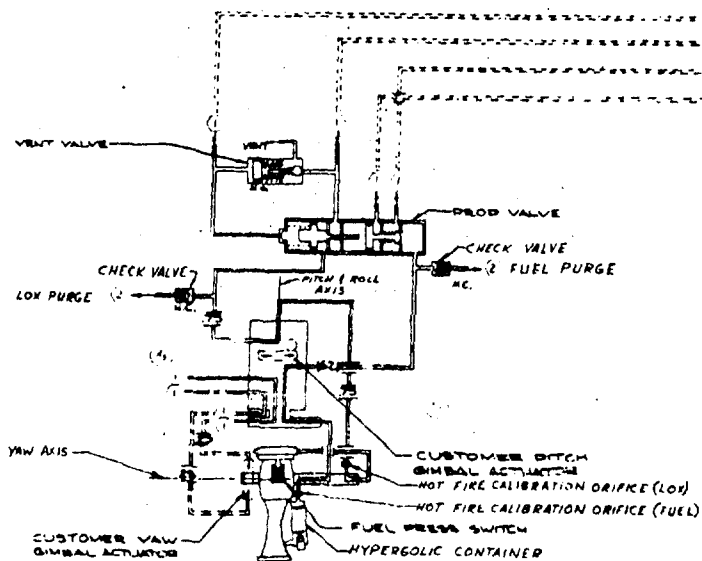 VENT VALVE
VENT
PROP VALVE
CHECK VALVE
FUEL PURGE
N.C.
CHECK VALVE
LOX PURGE
N.C.
PITCH & ROLL
AXIS
YAW AXIS
CUSTOMER PITCH
GIMBAL ACTUATOR
HOT FIRE CALIBRATION ORIFICE (LOX)
HOT FIRE CALIBRATION ORIFICE (FUEL)
FUEL PRESS SWITCH
CUSTOMER YAW
GIMBAL ACTUATOR
HYPERGOLIC CONTAINER